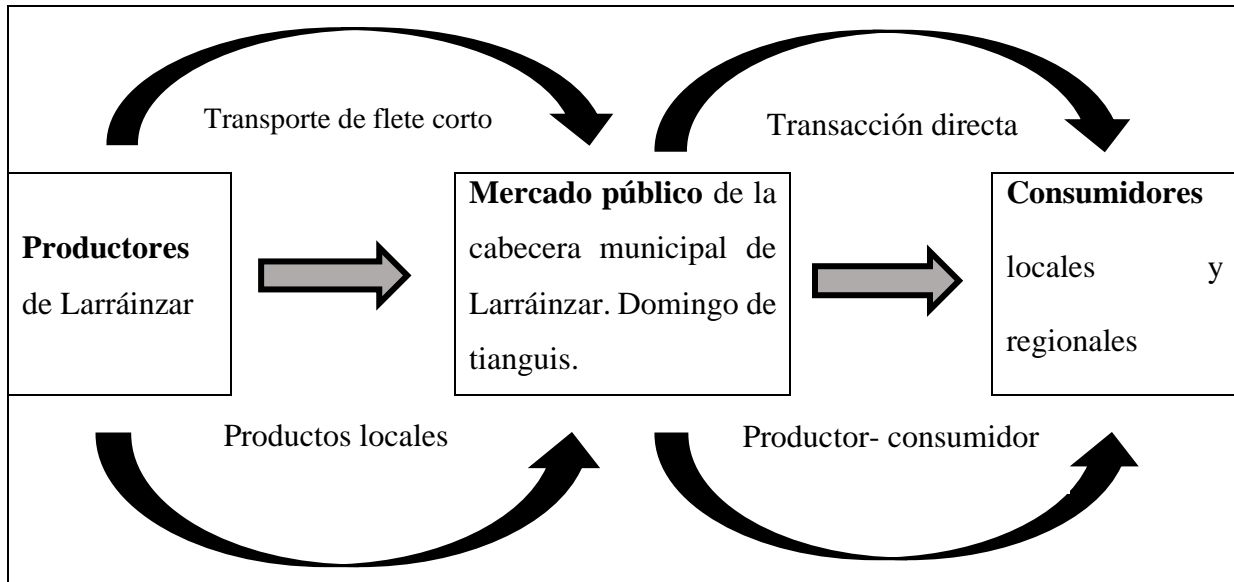 Transporte de flete corto
Transacción directa
Productores
de Larráinzar
Mercado público de la
cabecera municipal de
Larráinzar. Domingo de
tianguis.
Consumidores
locales y
regionales
Productos locales
Productor- consumidor